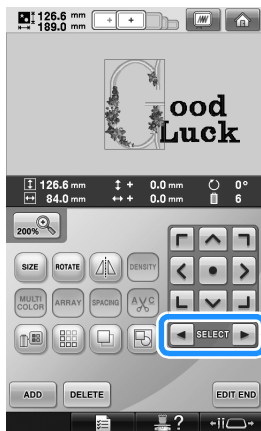 126.6 mm
189.0 mm
ood
Luck
126.6 mm + 0.0 mm 0°
84.0 mm + 0.0 mm 6
200%
SIZE ROTATE DENSITY
MULTI COLOR ARRAY SPACING A C
SELECT
ADD DELETE EDIT END
?